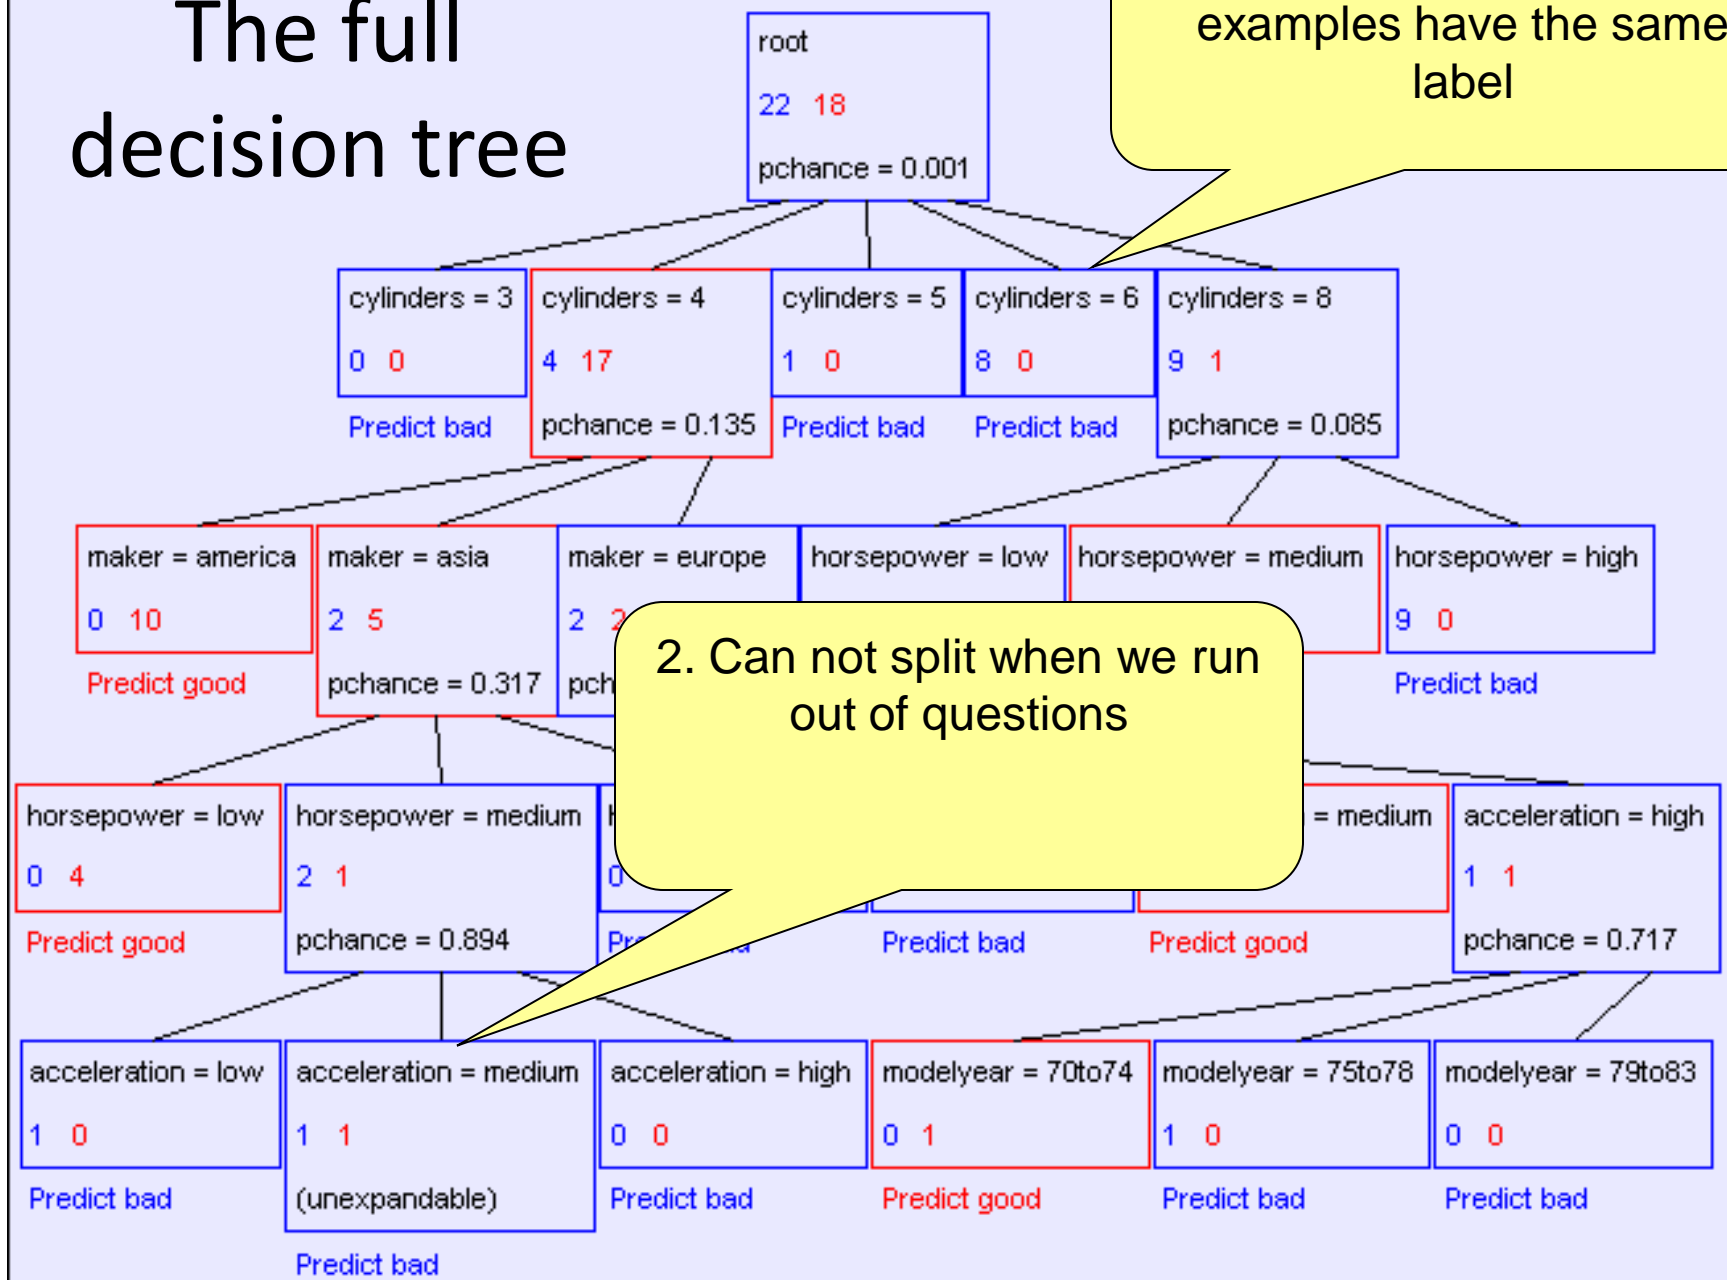 The full
decision tree
examples have the same
label
root
22 18
pchance = 0.001
cylinders = 3
0 0
Predict bad
cylinders = 4
4 17
pchance = 0.135
cylinders = 5
1 0
Predict bad
cylinders = 6
8 0
Predict bad
cylinders = 8
9 1
pchance = 0.085
maker = america
0 10
Predict good
maker = asia
2 5
pchance = 0.317
maker = europe
2 2
pch
horsepower = low
horsepower = medium
horsepower = high
9 0
Predict bad
2. Can not split when we run
out of questions
horsepower = low
0 4
Predict good
horsepower = medium
2 1
pchance = 0.894
0
Predict bad
= medium
Predict good
acceleration = high
1 1
pchance = 0.717
acceleration = low
1 0
Predict bad
acceleration = medium
1 1
(unexpandable)
Predict bad
acceleration = high
0 0
Predict bad
modelyear = 70to74
0 1
Predict good
modelyear = 75to78
1 0
Predict bad
modelyear = 79to83
0 0
Predict bad